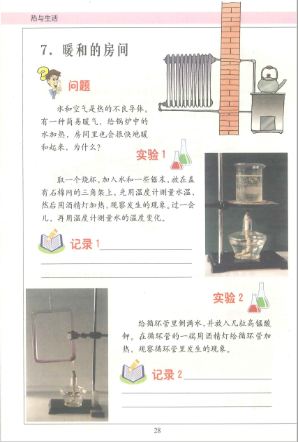 热与生活
7. 暖和的房间
问题
水和空气是热的不良导体，
有一种简易暖气，给锅炉中的
水加热，房间里也会很快地暖
和起来，为什么？
实验1
取一个烧杯，加入水和一些锯末，放在盖
有石棉网的三角架上，先用温度计测量水温，
然后用酒精灯加热，观察发生的现象。过一会
儿，再用温度计测量水的温度变化。
记录1
实验2
给循环管里倒满水，并放入几粒高锰酸
钾，在循环管的一端用酒精灯给循环管加
热，观察循环管里发生的现象。
记录2
28